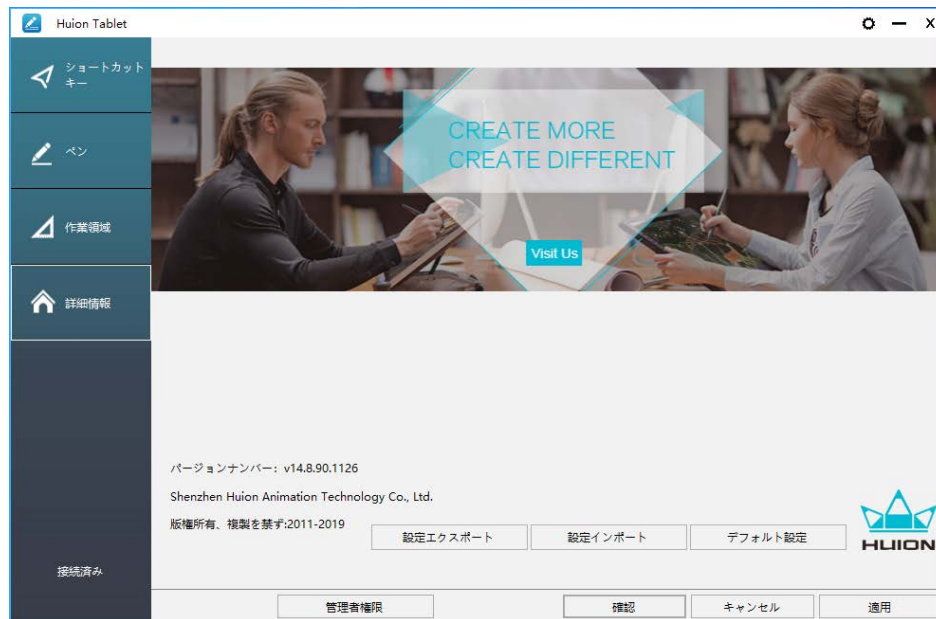 Huion Tablet
ショートカット
キー
ペン
作業領域
詳細情報
接続済み
CREATE MORE
CREATE DIFFERENT
Visit Us
バージョンナンバー: v14.8.90.1126
Shenzhen Huion Animation Technology Co., Ltd.
版権所有、複製を禁ず:2011-2019
設定エクスポート
設定インポート
デフォルト設定
HUION
管理者権限
確認
キャンセル
適用